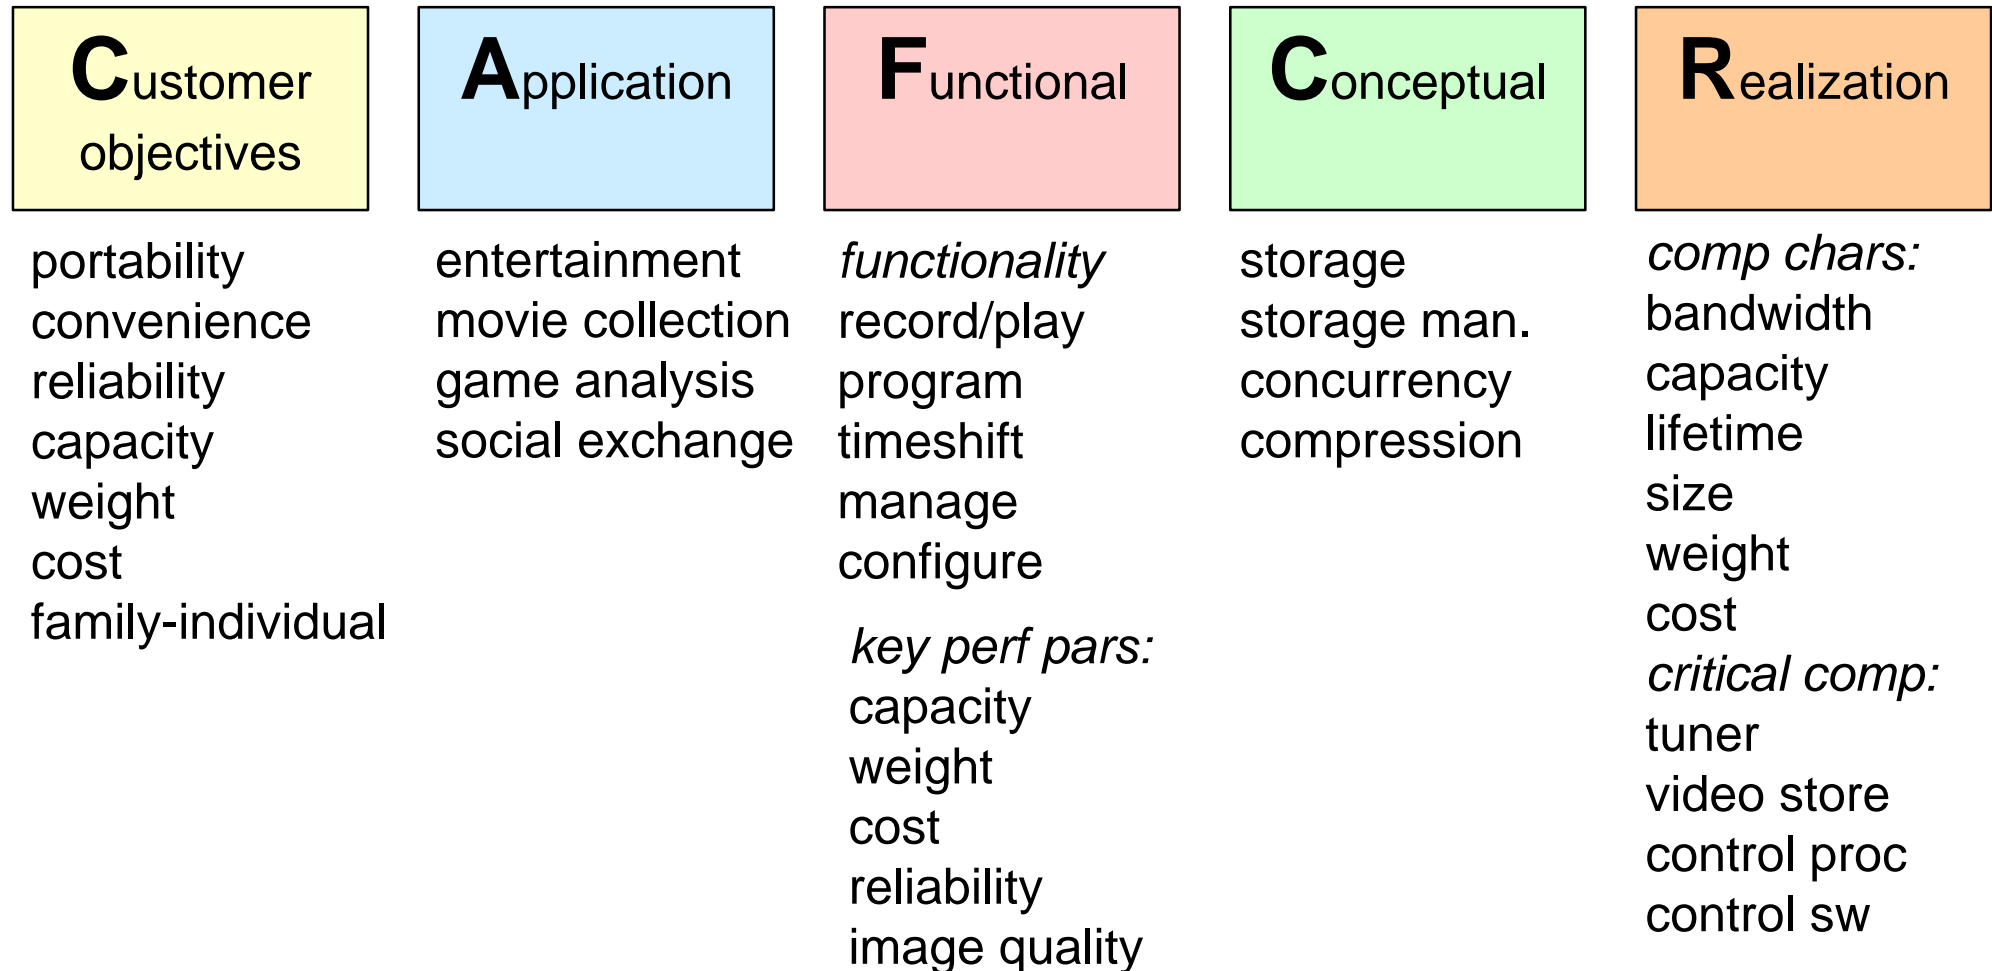 Customer
objectives
portability
convenience
reliability
capacity
weight
cost
family-individual
Application
entertainment
movie collection
game analysis
social exchange
Functional
functionality
record/play
program
timeshift
manage
configure
key perf pars:
capacity
weight
cost
reliability
image quality
Conceptual
storage
storage man.
concurrency
compression
Realization
comp chars:
bandwidth
capacity
lifetime
size
weight
cost
critical comp:
tuner
video store
control proc
control sw